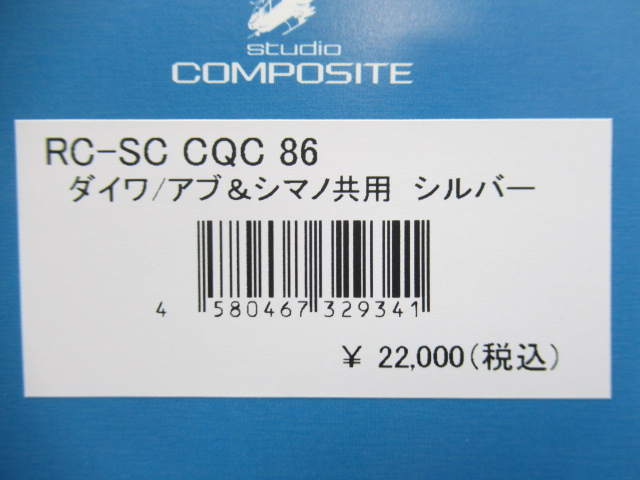 studio
COMPOSITE
RC-SC CQC 86
ダイワ/アブ&シマノ共用 シルバー
4 580467 329341
¥ 22,000(税込)